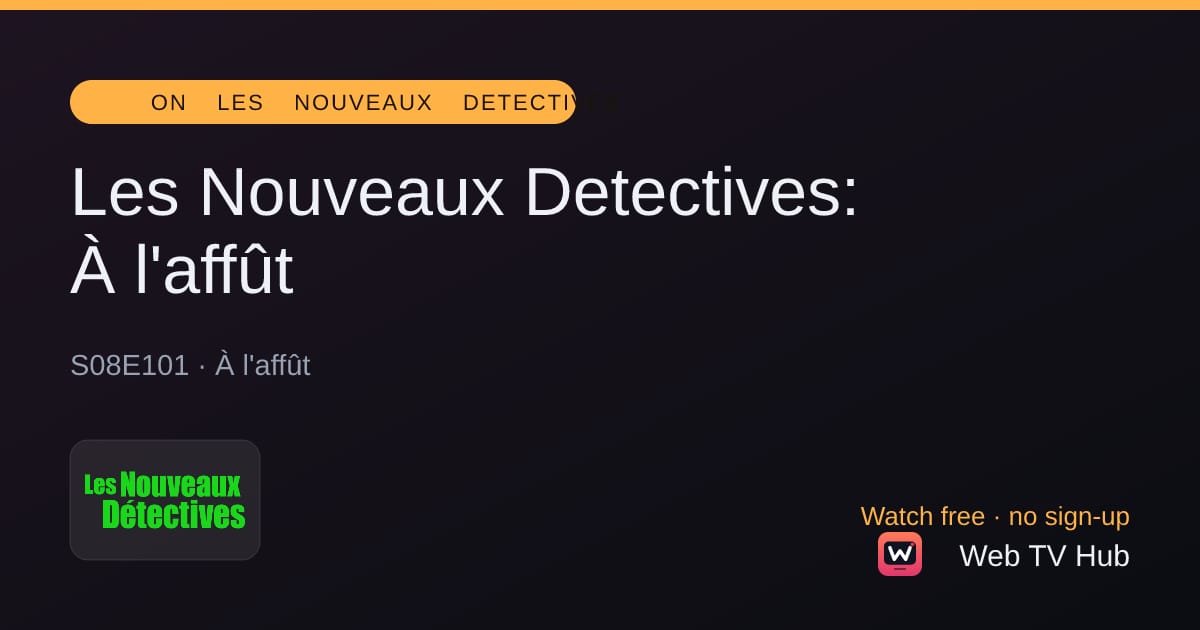 ON LES NOUVEAUX DETECTIVES
Les Nouveaux Detectives:
À l'affût
S08E101 · À l'affût
Les Nouveaux
Détectives
Watch free · no sign-up
W
Web TV Hub